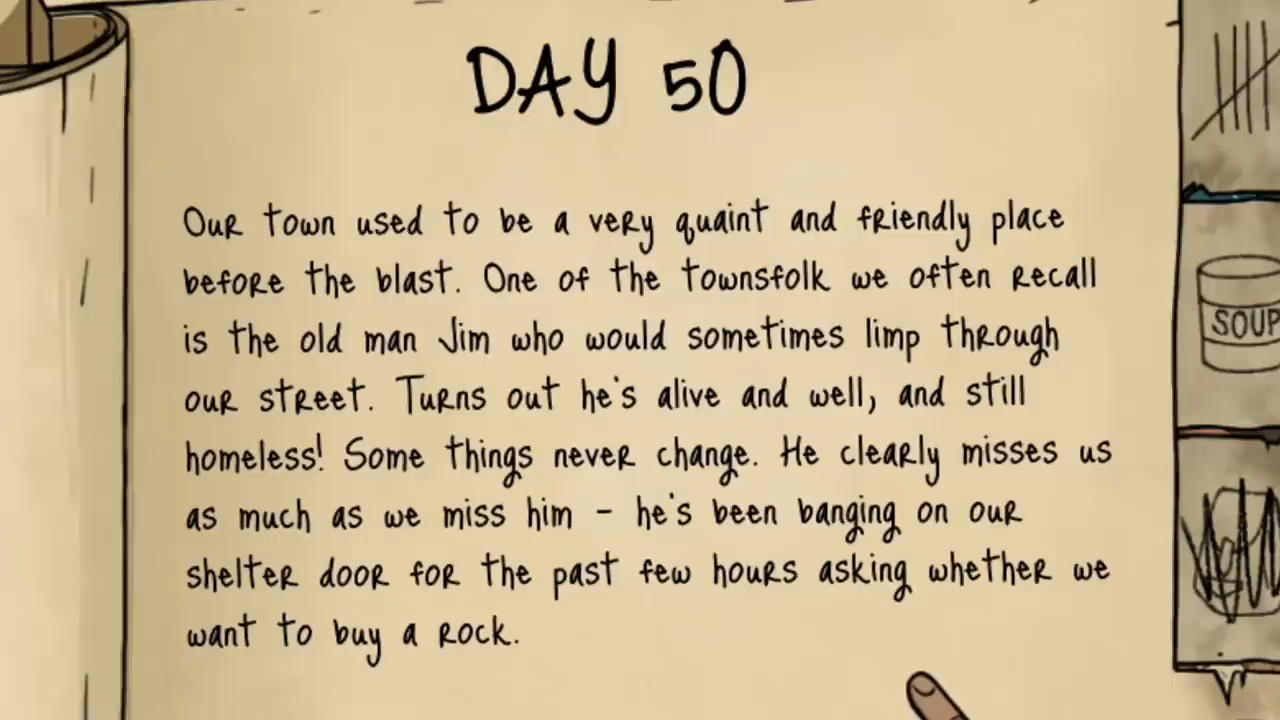 DAY 50
Our town used to be a very quaint and friendly place
before the blast. One of the townsfolk we often recall
is the old man Jim who would sometimes limp through
our street. Turns out he's alive and well, and still
homeless! Some things never change. He clearly misses us
as much as we miss him - he's been banging on our
shelter door for the past few hours asking whether we
want to buy a rock.
SOUP